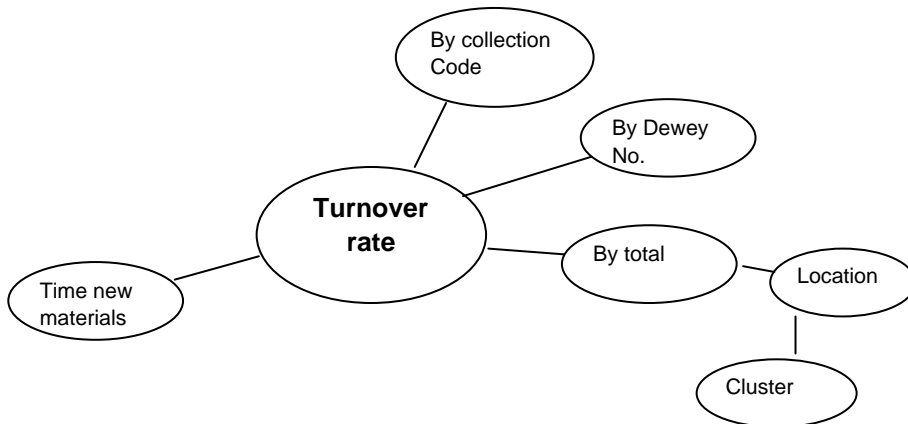 By collection
Code
By Dewey
No.
Turnover
rate
By total
Location
Time new
materials
Cluster